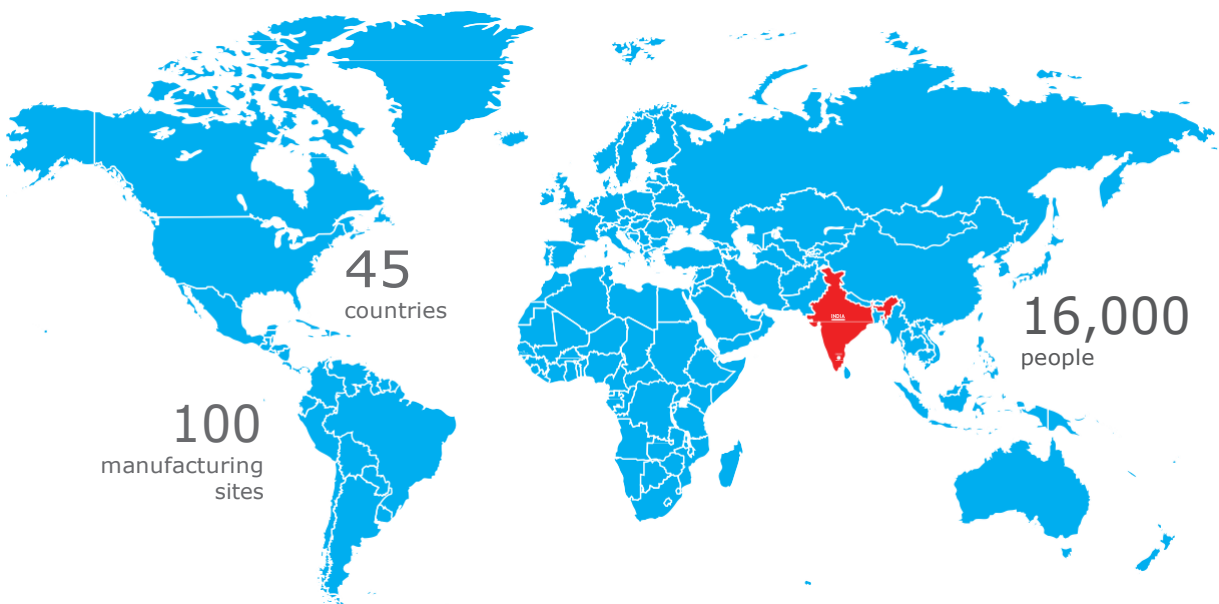 45
countries
INDIA
16,000
people
100
manufacturing
sites